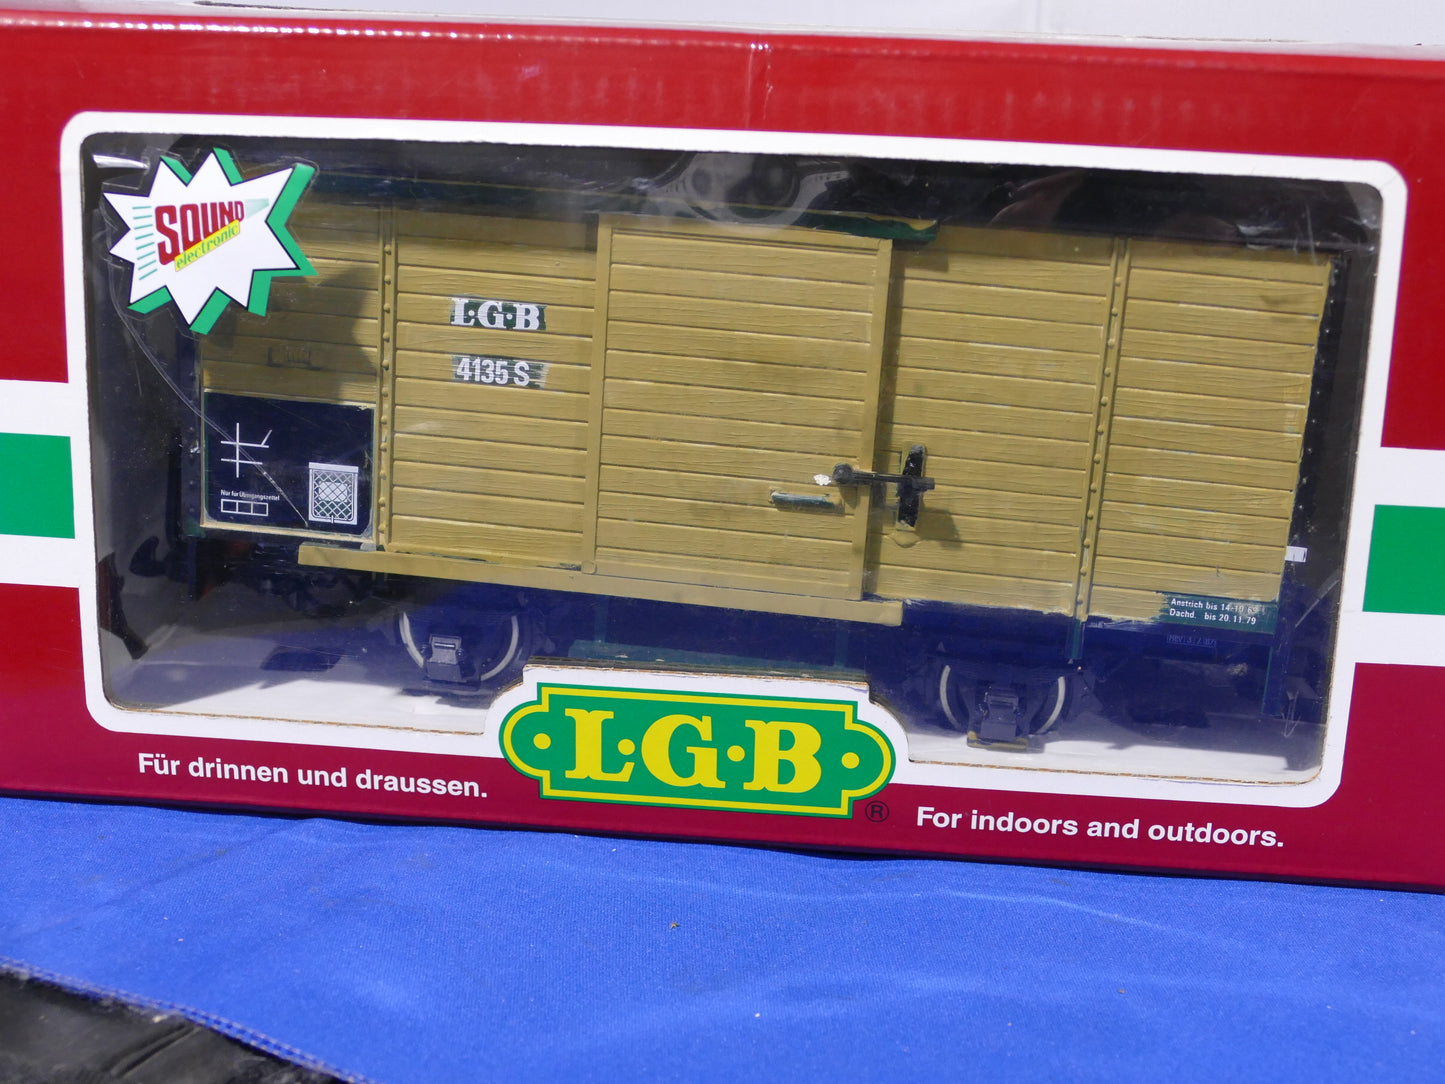 SOUND
electronic
L·G·B
4135 S
Nur für Übergangszettel
Anstrich bis 14·10 69
Dachd. bis 20.11.79
L·G·B
®
Für drinnen und draussen.
For indoors and outdoors.